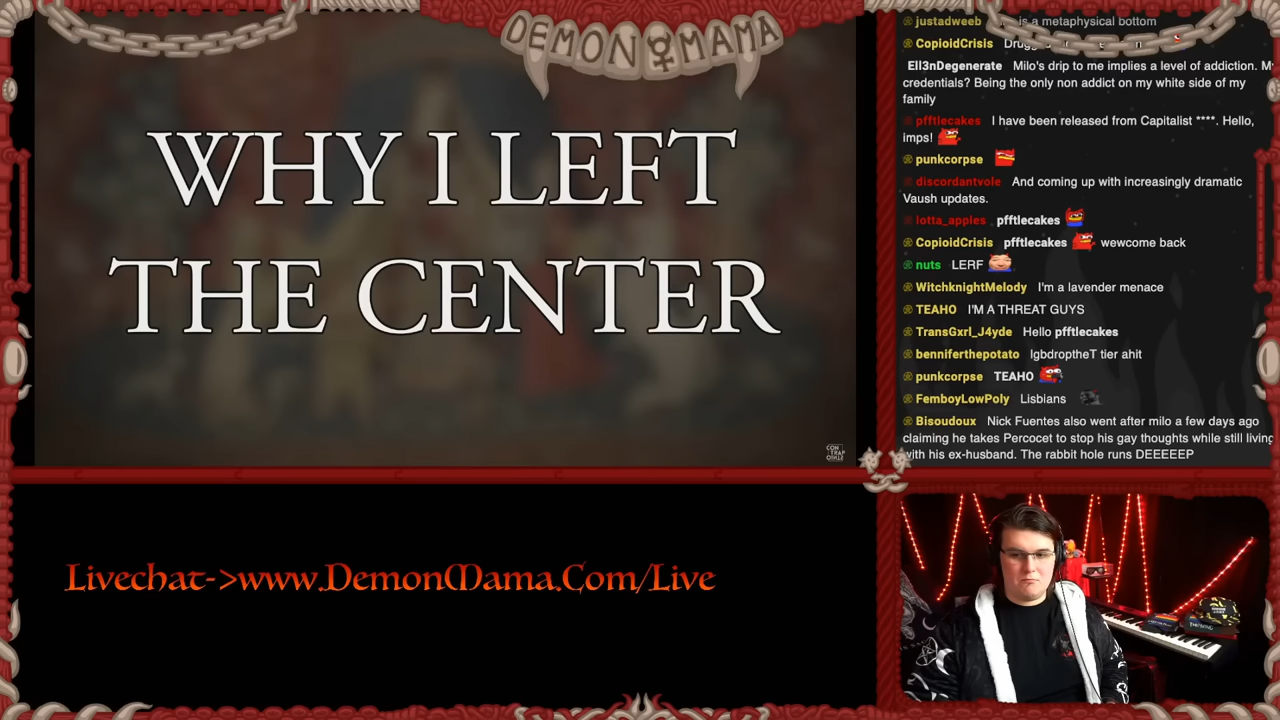 DEMON MAMA
WHY I LEFT
THE CENTER
CON
TRAP
Livechat->www.DemonMama.Com/Live
justadweeb is a metaphysical bottom
CopioidCrisis
Ell3nDegenerate Milo's drip to me implies a level of addiction. M
credentials? Being the only non addict on my white side of my
family
pfftlecakes I have been released from Capitalist ****. Hello,
imps!
punkcorpse
discordantvole And coming up with increasingly dramatic
Vaush updates.
lotta_apples pfftlecakes
CopioidCrisis pfftlecakes wewcome back
nuts LERF
WitchknightMelody I'm a lavender menace
TEAHO I'M A THREAT GUYS
TransGxrl_J4yde Hello pfftlecakes
benniferthepotato lgbdroptheT tier ahit
punkcorpse TEAHO
FemboyLowPoly Lisbians
Bisoudoux Nick Fuentes also went after milo a few days ago
claiming he takes Percocet to stop his gay thoughts while still living
with his ex-husband. The rabbit hole runs DEEEEEP